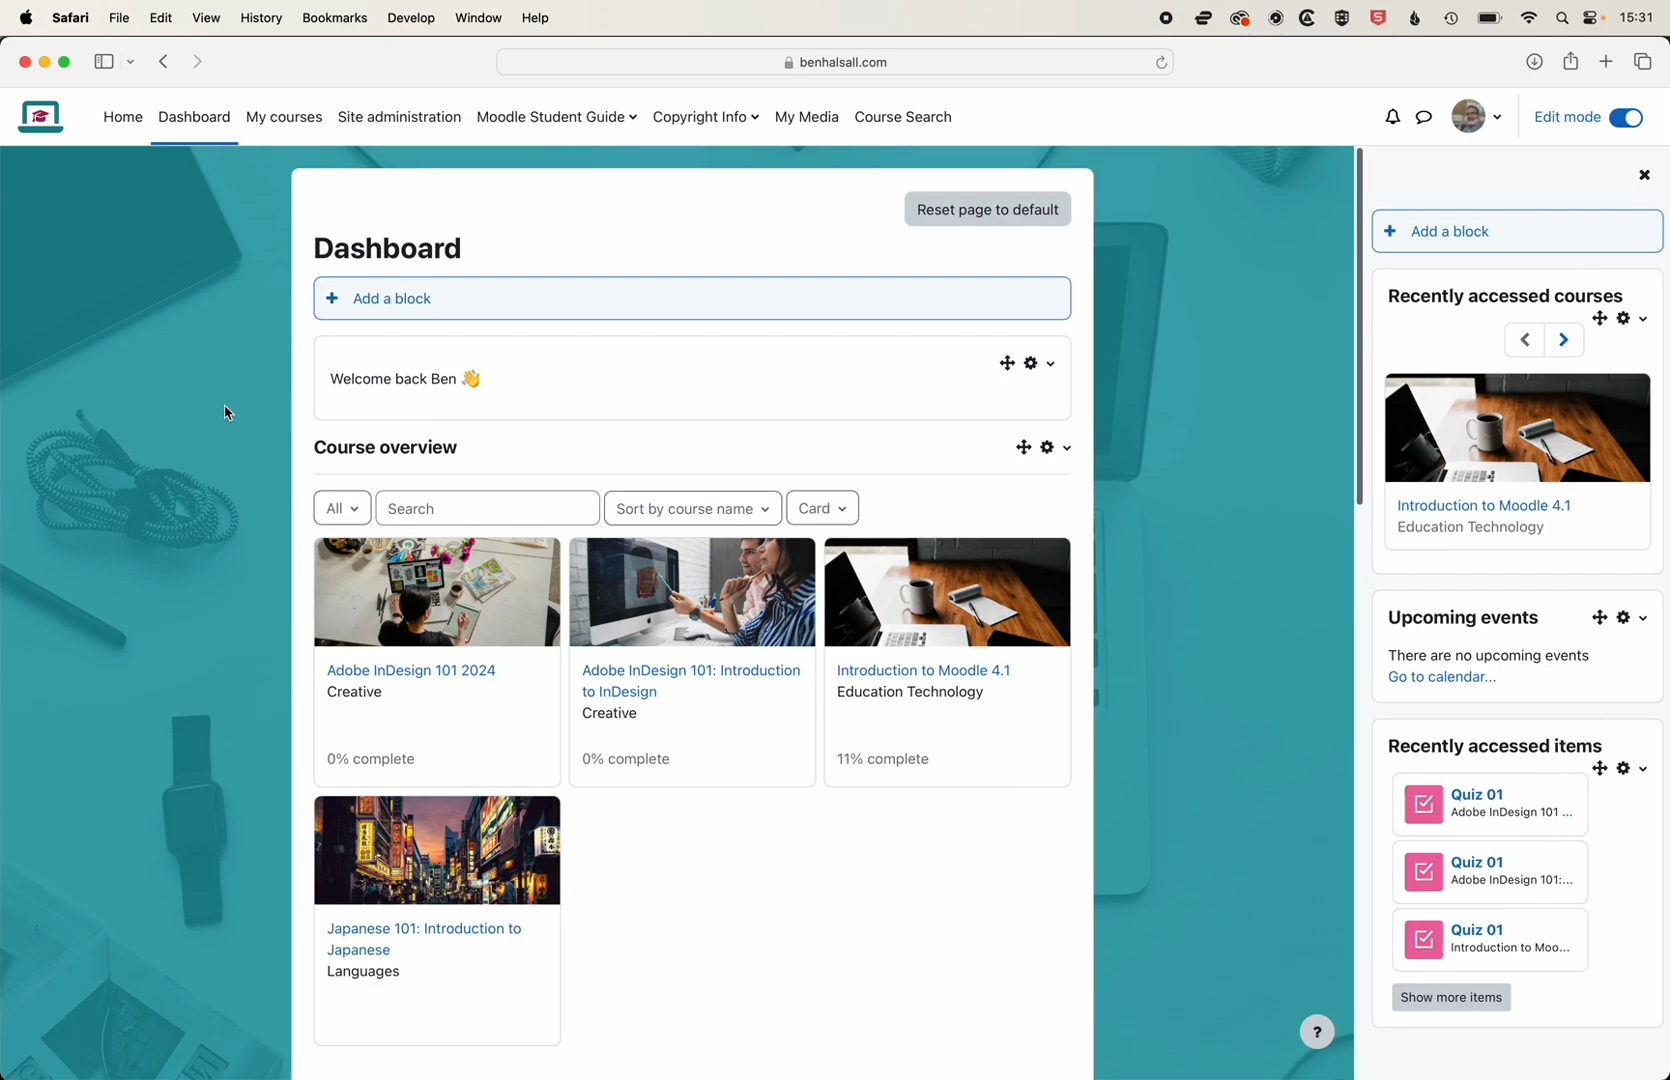 Safari File Edit View History Bookmarks Develop Window Help 15:31
benhalsall.com
Home Dashboard My courses Site administration Moodle Student Guide Copyright Info My Media Course Search Edit mode
Reset page to default
Dashboard
+ Add a block
Welcome back Ben 👋
Course overview
All Search Sort by course name Card
Adobe InDesign 101 2024
Creative
0% complete
Adobe InDesign 101: Introduction
to InDesign
Creative
0% complete
Introduction to Moodle 4.1
Education Technology
11% complete
Japanese 101: Introduction to
Japanese
Languages
+ Add a block
Recently accessed courses
Introduction to Moodle 4.1
Education Technology
Upcoming events
There are no upcoming events
Go to calendar...
Recently accessed items
Quiz 01
Adobe InDesign 101 ...
Quiz 01
Adobe InDesign 101:...
Quiz 01
Introduction to Moo...
Show more items
?